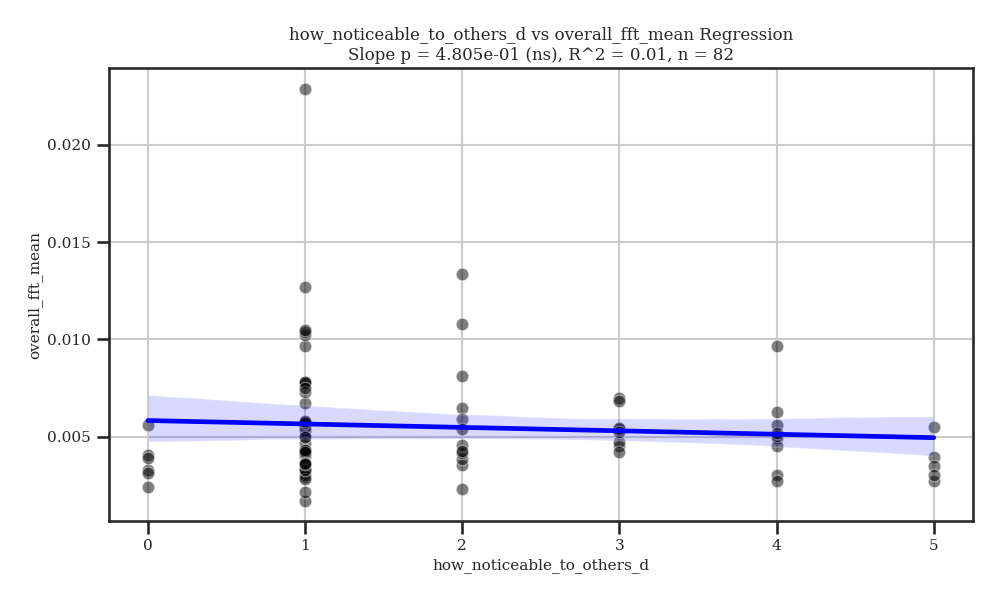 how_noticeable_to_others_d vs overall_fft_mean Regression
Slope p = 4.805e-01 (ns), R^2 = 0.01, n = 82
overall_fft_mean
0.020
0.015
0.010
0.005
0 1 2 3 4 5
how_noticeable_to_others_d